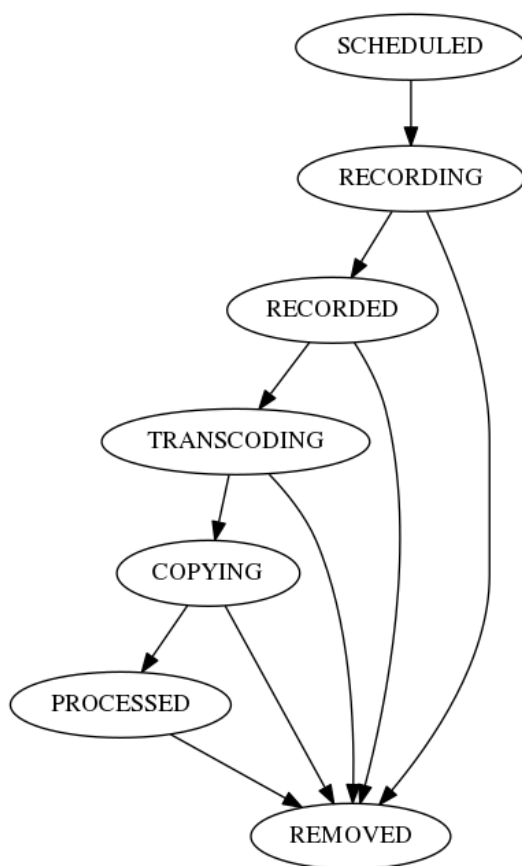 SCHEDULED
RECORDING
RECORDED
TRANSCODING
COPYING
PROCESSED
REMOVED